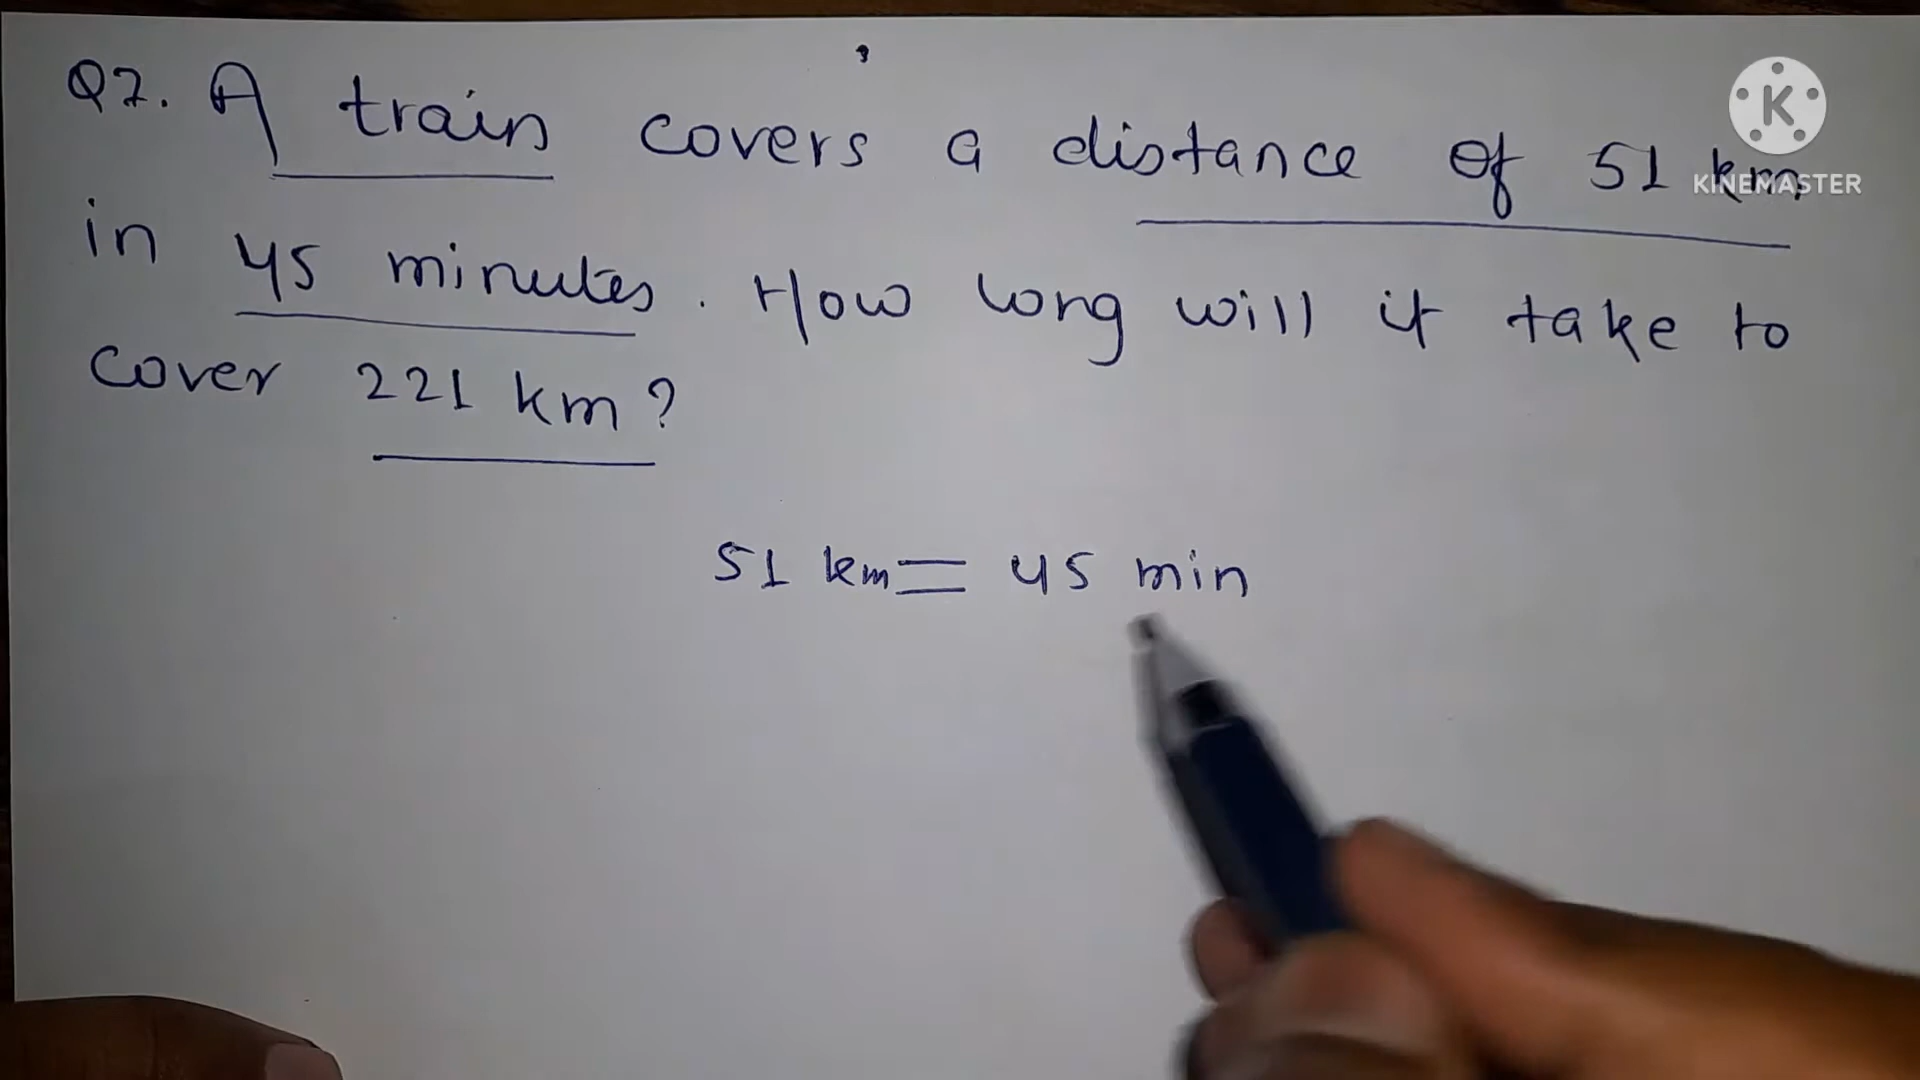 Q7. A train covers a distance of 51 km
in 45 minutes. How long will it take to
cover 221 km?
51 km = 45 min
K
KINEMASTER